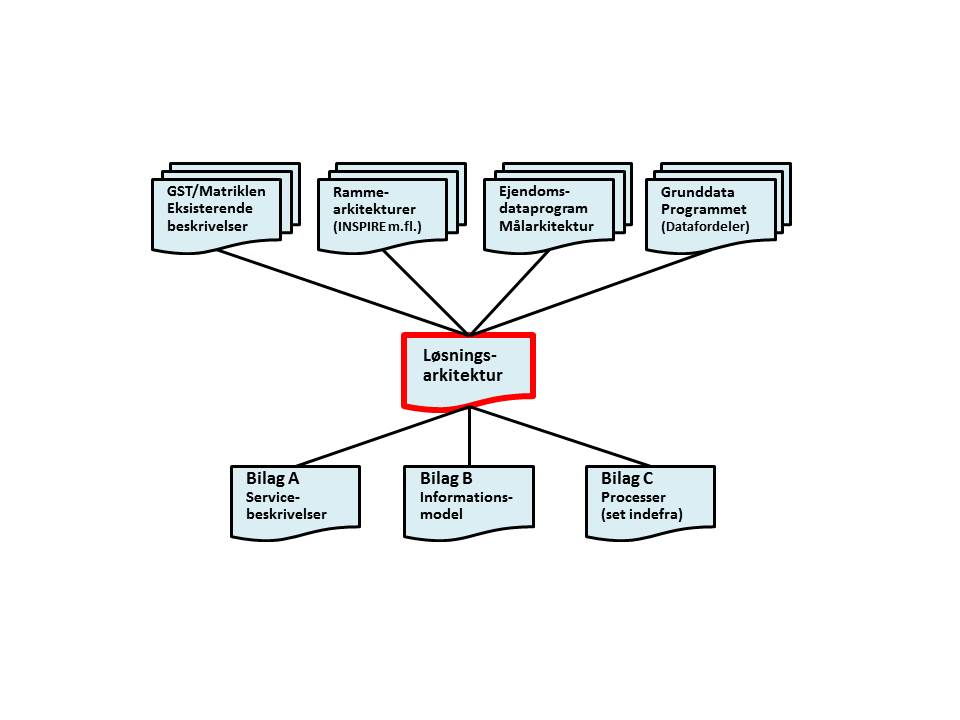 GST/Matriklen
Eksisterende
beskrivelser
Ramme-
arkitekturer
(INSPIRE m.fl.)
Ejendoms-
dataprogram
Målarkitektur
Grunddata
Programmet
(Datafordeler)
Løsnings-
arkitektur
Bilag A
Service-
beskrivelser
Bilag B
Informations-
model
Bilag C
Processer
(set indefra)